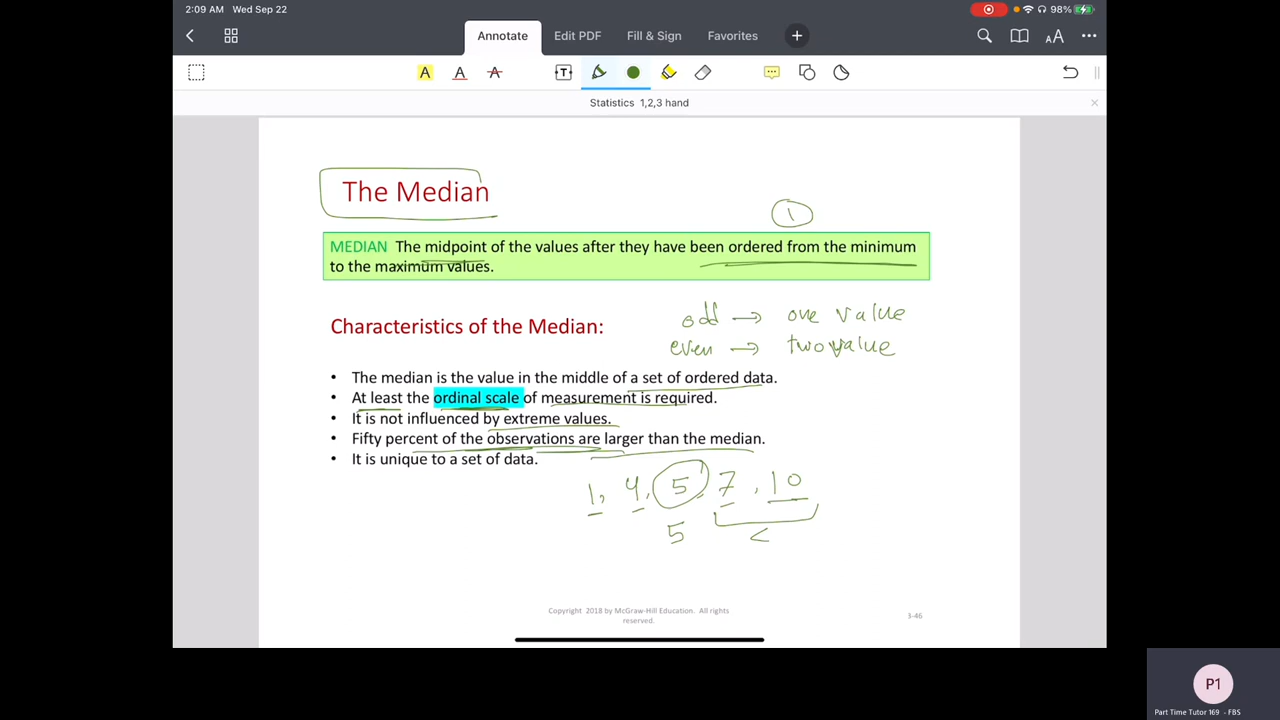 2:09 AM Wed Sep 22
98%
Annotate Edit PDF Fill & Sign Favorites
A A A T AA
Statistics 1,2,3 hand
The Median
1
MEDIAN The midpoint of the values after they have been ordered from the minimum
to the maximum values.
odd → one value
Characteristics of the Median:
even → two value
• The median is the value in the middle of a set of ordered data.
• At least the ordinal scale of measurement is required.
• It is not influenced by extreme values.
• Fifty percent of the observations are larger than the median.
• It is unique to a set of data.
1, 4, 5, 7, 10
5 <
Copyright 2018 by McGraw-Hill Education. All rights
reserved.
3-46
P1
Part Time Tutor 169 - FBS